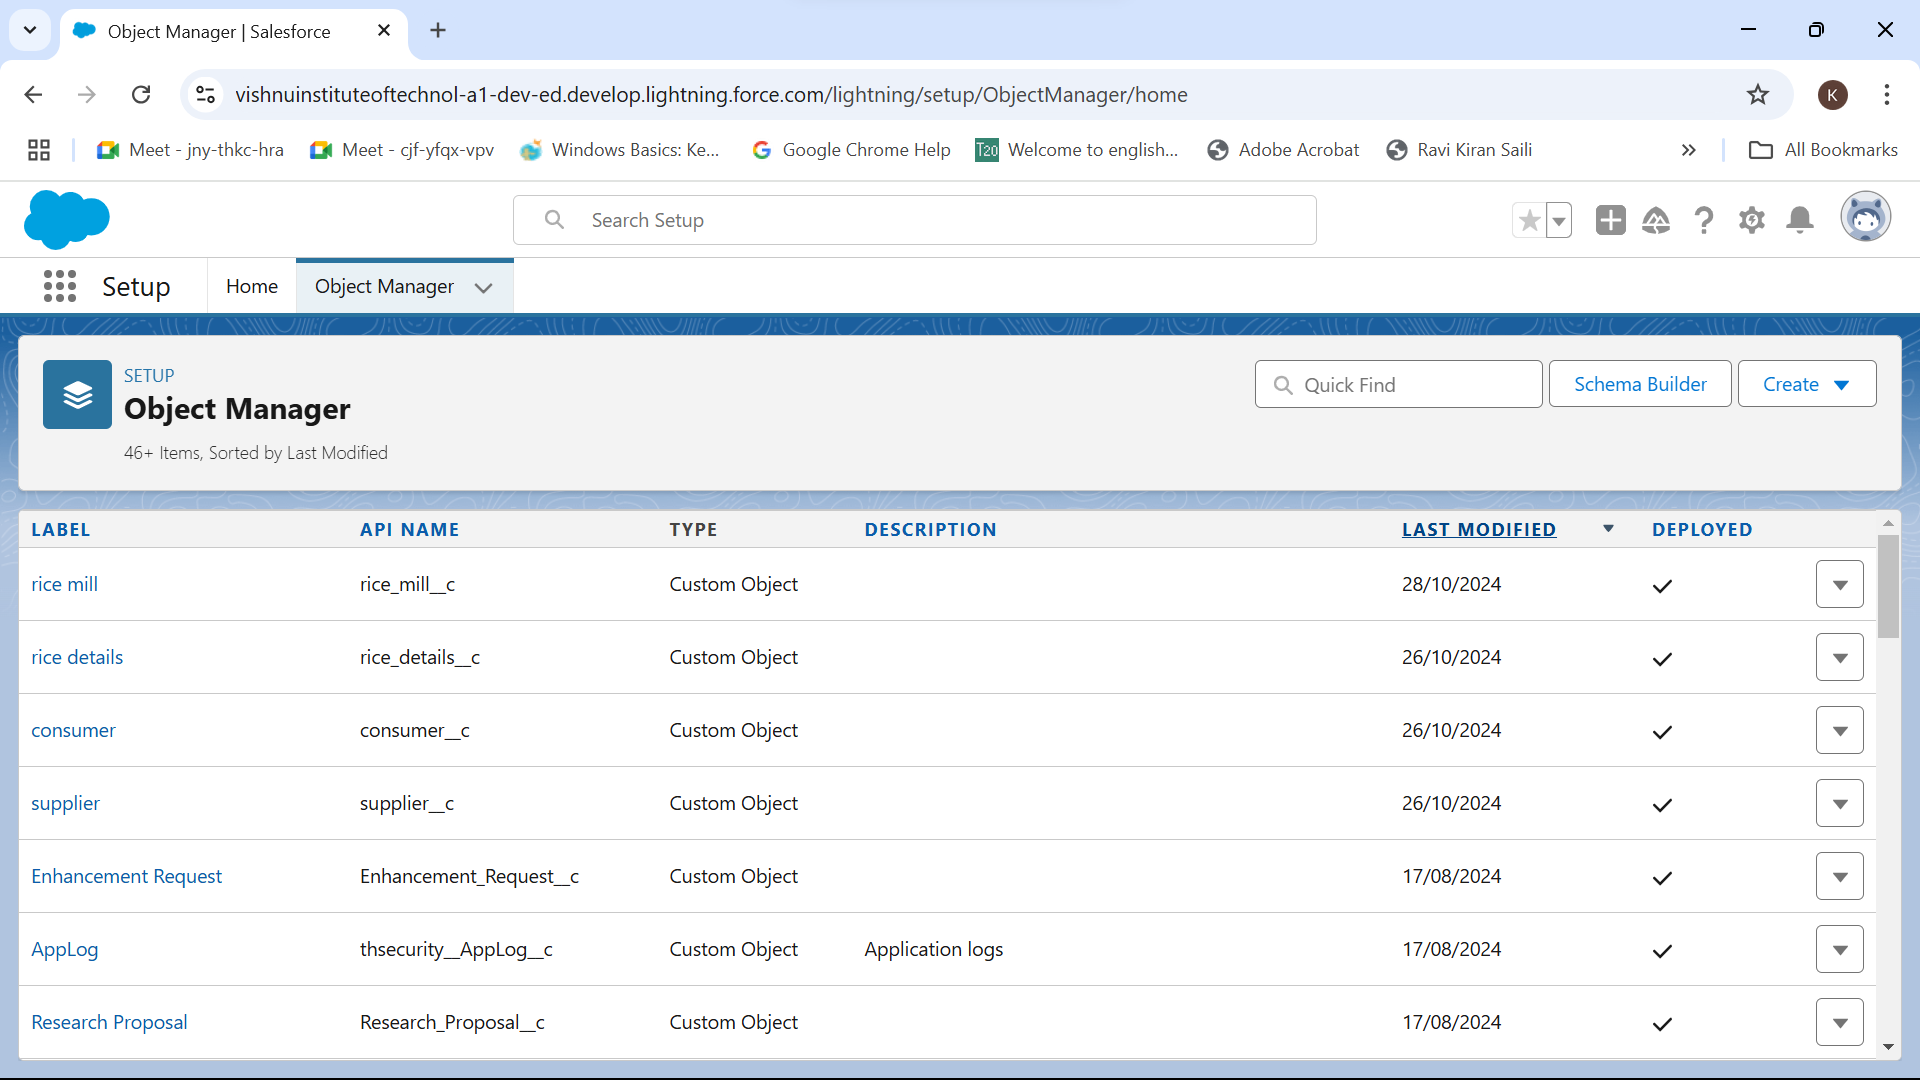 Object Manager | Salesforce
vishnuinstituteoftechnol-a1-dev-ed.develop.lightning.force.com/lightning/setup/ObjectManager/home
K
Meet - jny-thkc-hra
Meet - cjf-yfqx-vpv
Windows Basics: Ke...
Google Chrome Help
T20 Welcome to english...
Adobe Acrobat
Ravi Kiran Saili
All Bookmarks
Search Setup
Setup
Home
Object Manager
SETUP
Object Manager
46+ Items, Sorted by Last Modified
Quick Find
Schema Builder
Create
LABEL API NAME TYPE DESCRIPTION LAST MODIFIED DEPLOYED
rice mill rice_mill__c Custom Object 28/10/2024
rice details rice_details__c Custom Object 26/10/2024
consumer consumer__c Custom Object 26/10/2024
supplier supplier__c Custom Object 26/10/2024
Enhancement Request Enhancement_Request__c Custom Object 17/08/2024
AppLog thsecurity__AppLog__c Custom Object Application logs 17/08/2024
Research Proposal Research_Proposal__c Custom Object 17/08/2024